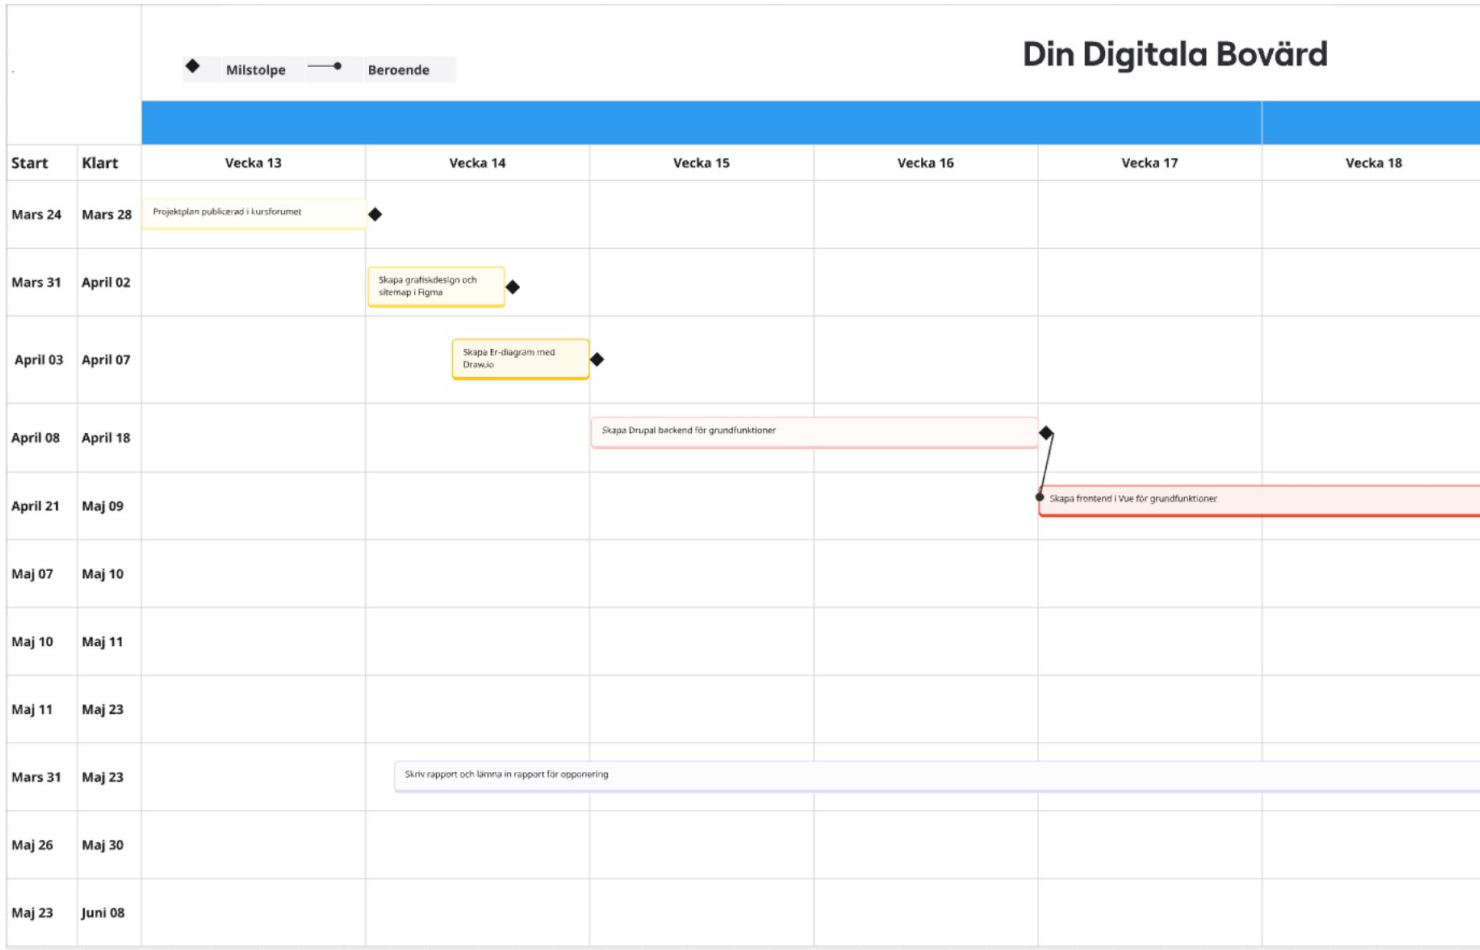 Din Digitala Bovärd
Milstolpe Beroende
Start Klart Vecka 13 Vecka 14 Vecka 15 Vecka 16 Vecka 17 Vecka 18
Mars 24 Mars 28 Projektplan publicerad i kursforumet
Mars 31 April 02 Skapa grafiskdesign och
sitemap i Figma
April 03 April 07 Skapa Er-diagram med
Draw.io
April 08 April 18 Skapa Drupal backend för grundfunktioner
April 21 Maj 09 Skapa frontend i Vue för grundfunktioner
Maj 07 Maj 10
Maj 10 Maj 11
Maj 11 Maj 23
Mars 31 Maj 23 Skriv rapport och lämna in rapport för opponering
Maj 26 Maj 30
Maj 23 Juni 08